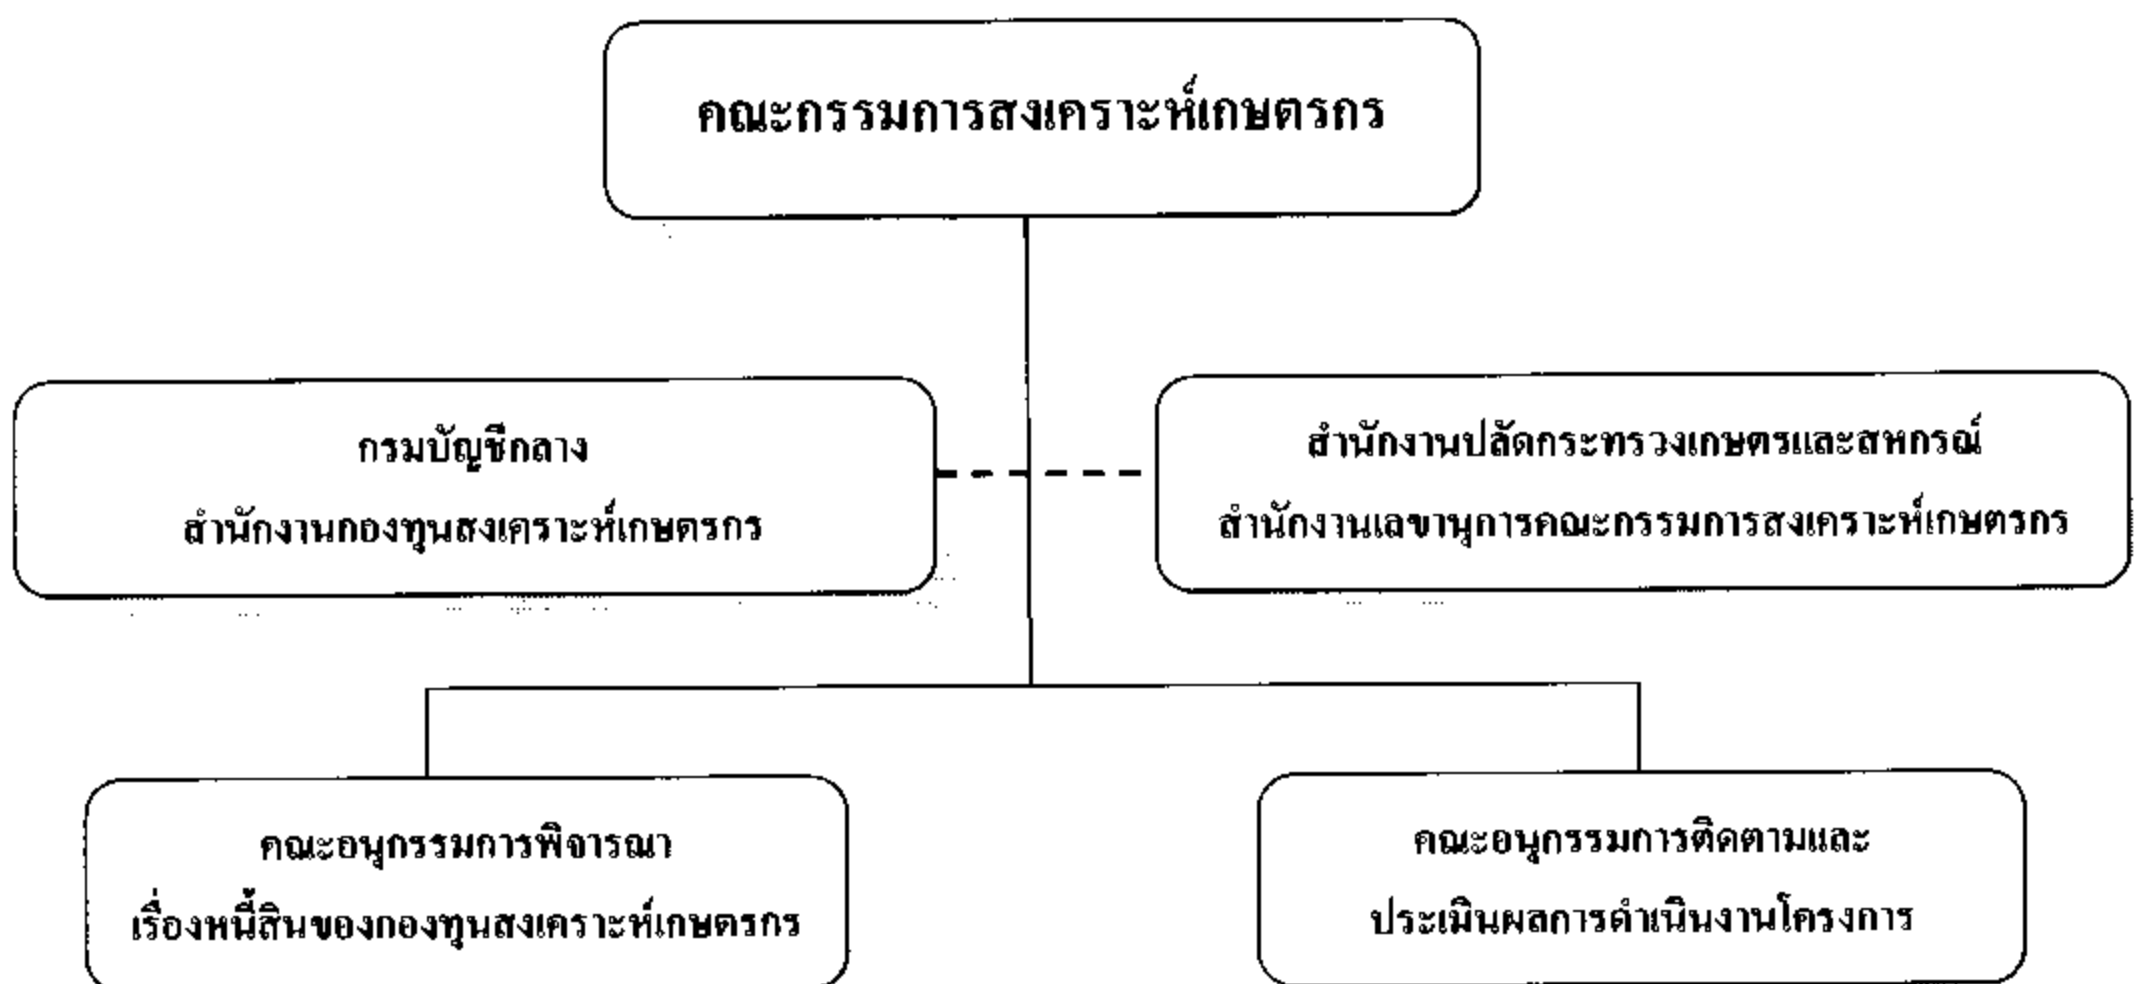 คณะกรรมการสงเคราะห์เกษตรกร
กรมบัญชีกลาง
สำนักงานกองทุนสงเคราะห์เกษตรกร
สำนักงานปลัดกระทรวงเกษตรและสหกรณ์
สำนักงานเลขานุการคณะกรรมการสงเคราะห์เกษตรกร
คณะอนุกรรมการพิจารณา
เรื่องหนี้สินของกองทุนสงเคราะห์เกษตรกร
คณะอนุกรรมการติดตามและ
ประเมินผลการดำเนินงานโครงการ